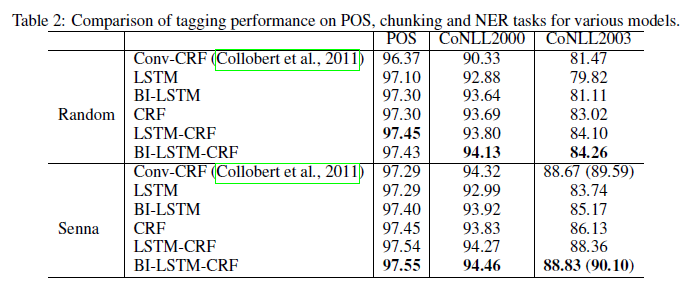 Table 2: Comparison of tagging performance on POS, chunking and NER tasks for various models.
POS CoNLL2000 CoNLL2003
Conv-CRF (Collobert et al., 2011) 96.37 90.33 81.47
LSTM 97.10 92.88 79.82
BI-LSTM 97.30 93.64 81.11
Random CRF 97.30 93.69 83.02
LSTM-CRF 97.45 93.80 84.10
BI-LSTM-CRF 97.43 94.13 84.26
Conv-CRF (Collobert et al., 2011) 97.29 94.32 88.67 (89.59)
LSTM 97.29 92.99 83.74
BI-LSTM 97.40 93.92 85.17
Senna CRF 97.45 93.83 86.13
LSTM-CRF 97.54 94.27 88.36
BI-LSTM-CRF 97.55 94.46 88.83 (90.10)